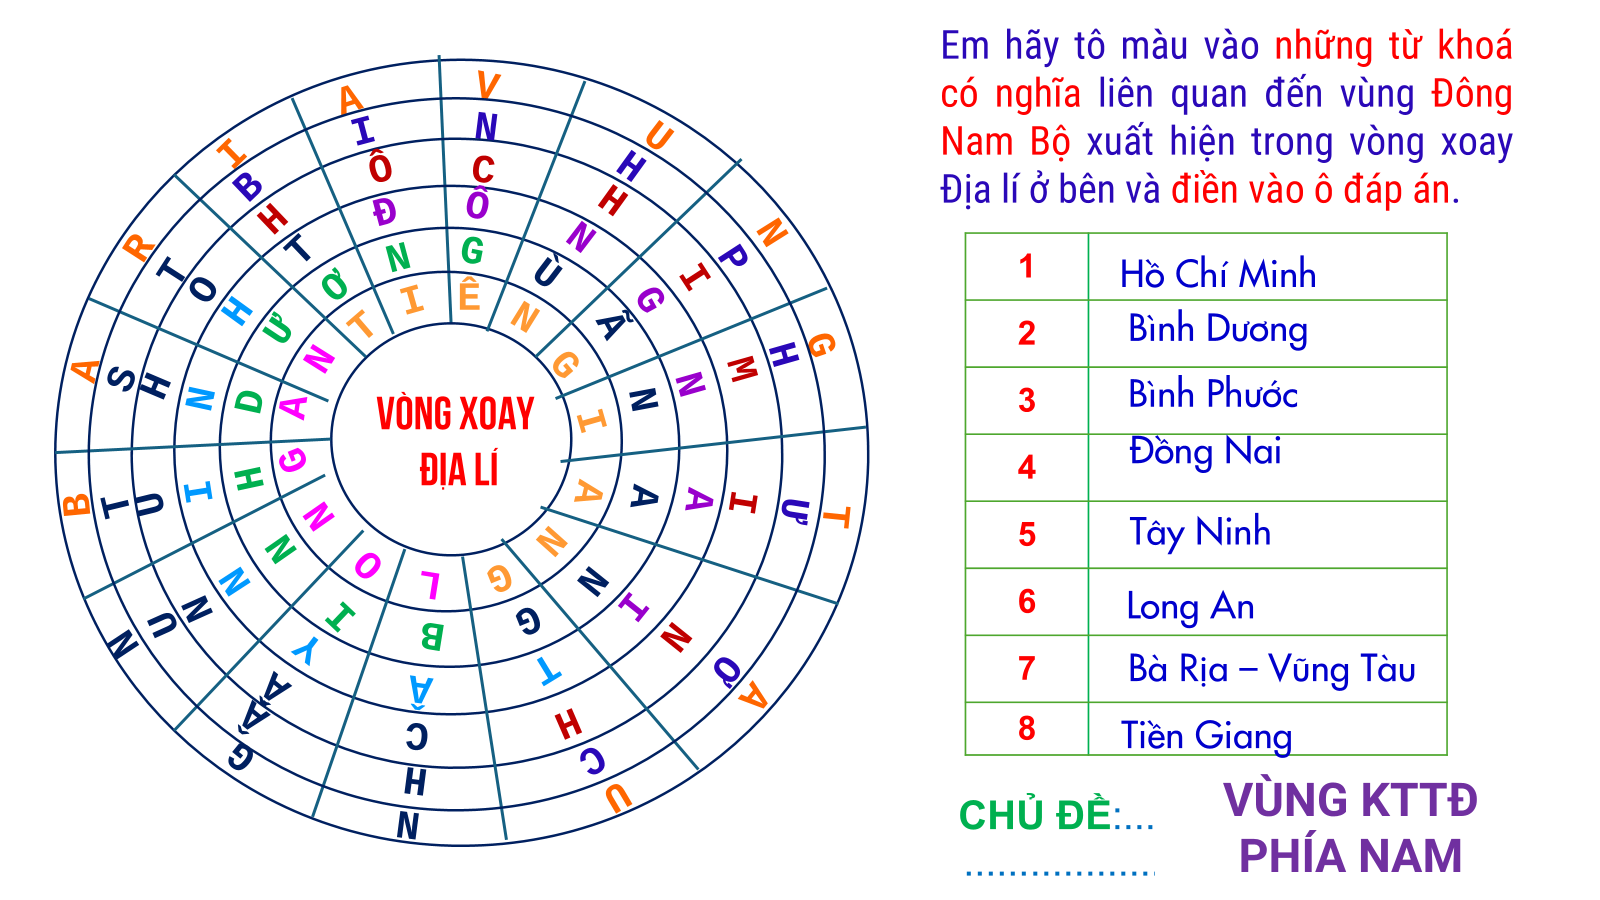 Em hãy tô màu vào những từ khoá
có nghĩa liên quan đến vùng Đông
Nam Bộ xuất hiện trong vòng xoay
Địa lí ở bên và điền vào ô đáp án.
B A R I A V U N G T A U N G N
B I N H P H Ư Q C H Ấ U I S T
H Ô C H I M I N H C A N U H O
Đ Ô N G N A I T Â Y N I N H T
B I N H D Ư Ơ N G Ù Ầ N A N G
T I Ê N G I A N G L O N G A N
VÒNG XOAY
ĐỊA LÍ
1 Hồ Chí Minh
2 Bình Dương
3 Bình Phước
4 Đồng Nai
5 Tây Ninh
6 Long An
7 Bà Rịa – Vũng Tàu
8 Tiền Giang
CHỦ ĐỀ:...
..................
VÙNG KTTĐ
PHÍA NAM